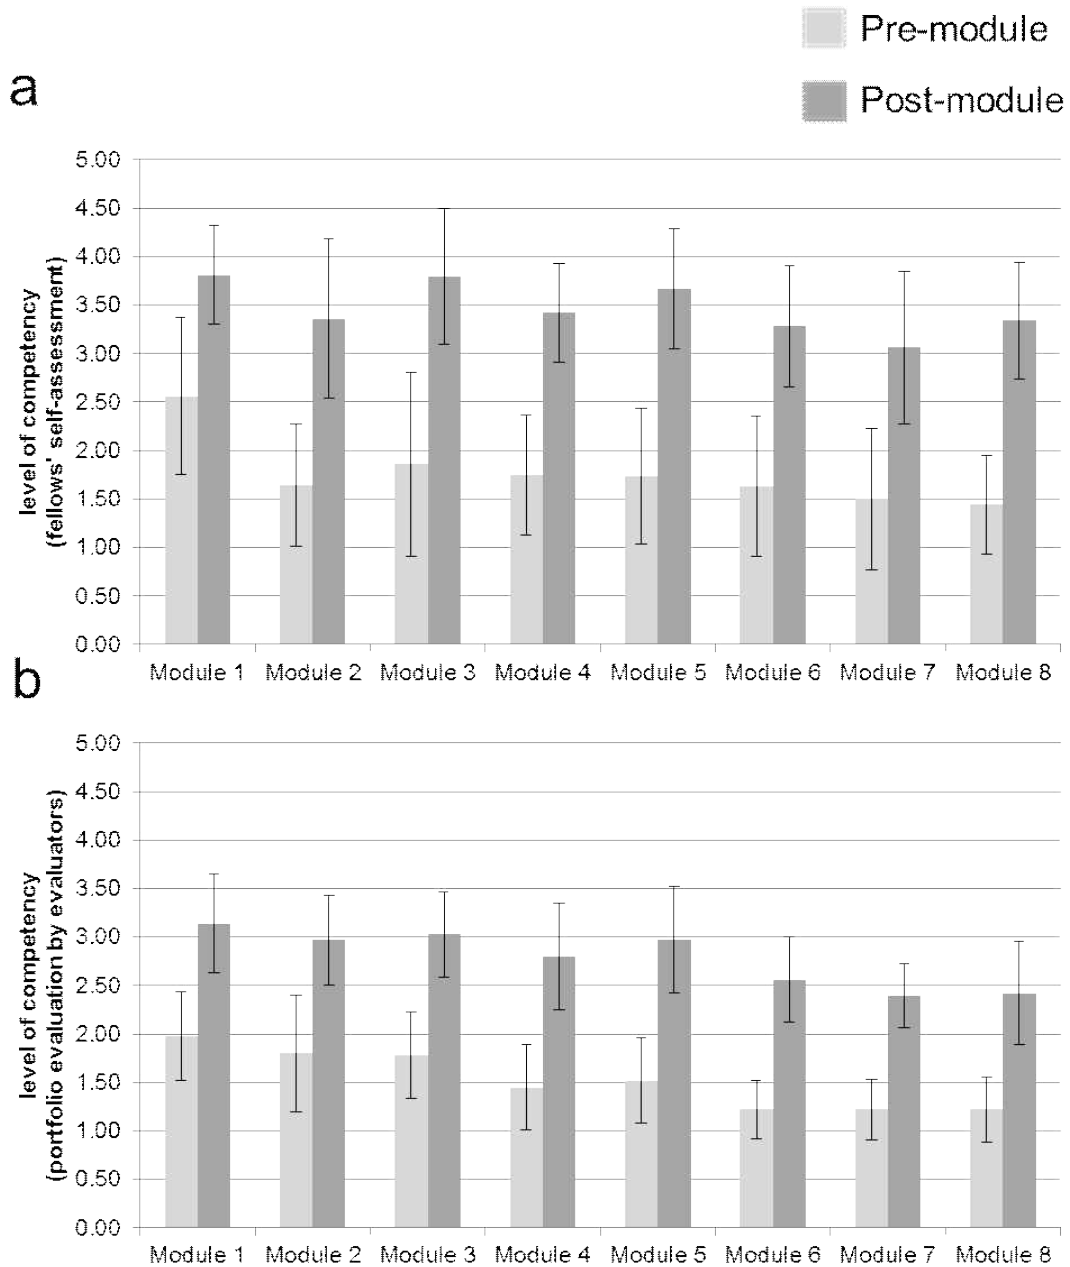 Pre-module
a
Post-module
5.00
4.50
4.00
3.50
3.00
2.50
2.00
1.50
1.00
0.50
0.00
level of competency
(fellows' self-assessment)
Module 1 Module 2 Module 3 Module 4 Module 5 Module 6 Module 7 Module 8
b
5.00
4.50
4.00
3.50
3.00
2.50
2.00
1.50
1.00
0.50
0.00
level of competency
(portfolio evaluation by evaluators)
Module 1 Module 2 Module 3 Module 4 Module 5 Module 6 Module 7 Module 8